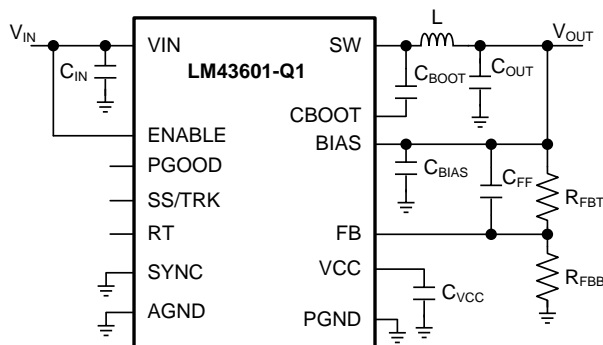 VIN
VIN
SW
L
VOUT
CIN
LM43601-Q1
CBOOT
COUT
CBOOT
ENABLE
BIAS
PGOOD
CBIAS
CFF
RFBT
SS/TRK
RT
FB
SYNC
VCC
RFBB
CVCC
AGND
PGND